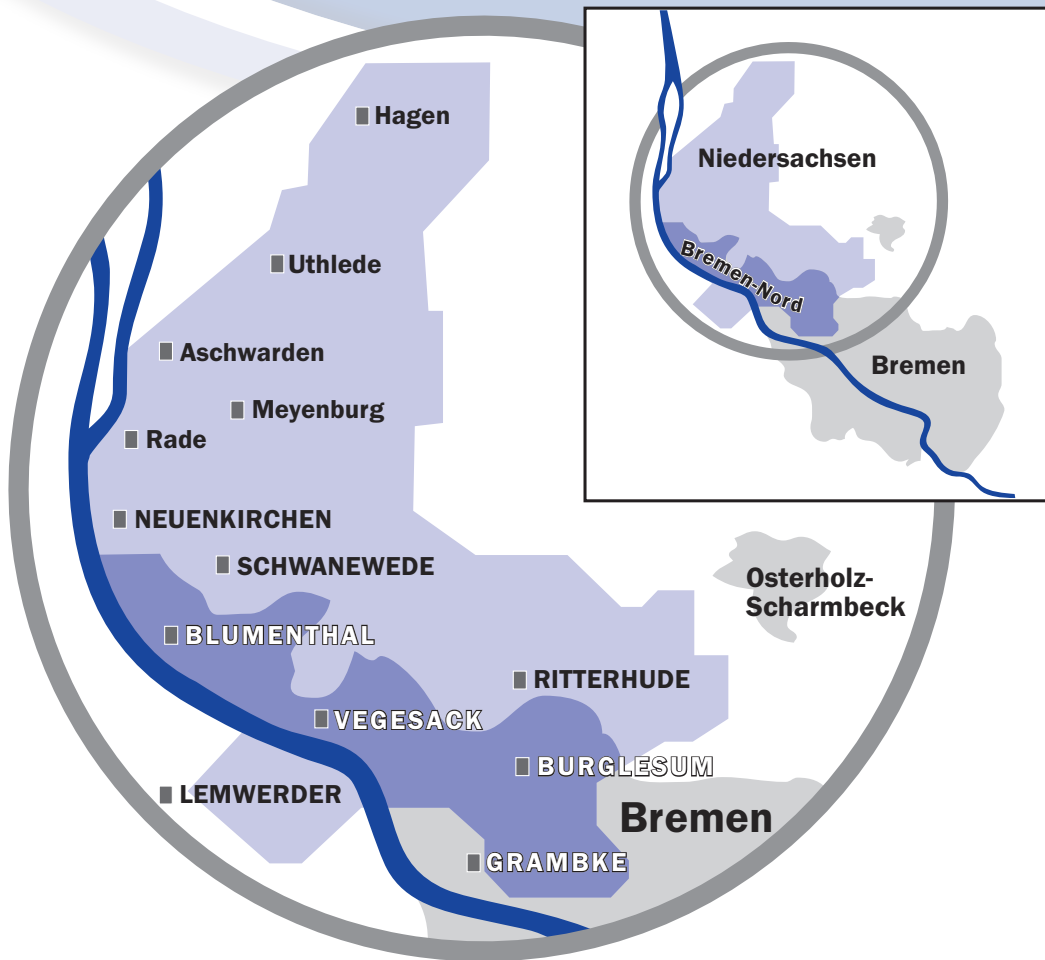 Hagen
Niedersachsen
Bremen-Nord
Bremen
Uthlede
Aschwarden
Meyenburg
Rade
NEUENKIRCHEN
SCHWANEWEDE
Osterholz-
Scharmbeck
BLUMENTHAL
RITTERHUDE
VEGESACK
BURGLESUM
LEMWERDER
Bremen
GRAMBKE